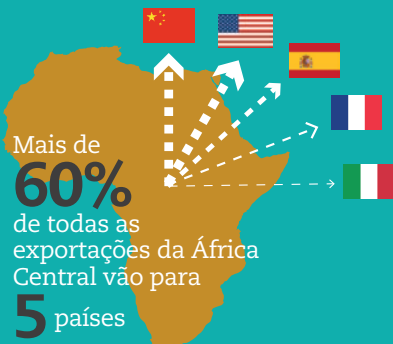 Mais de
60%
de todas as
exportações da África
Central vão para
5 países